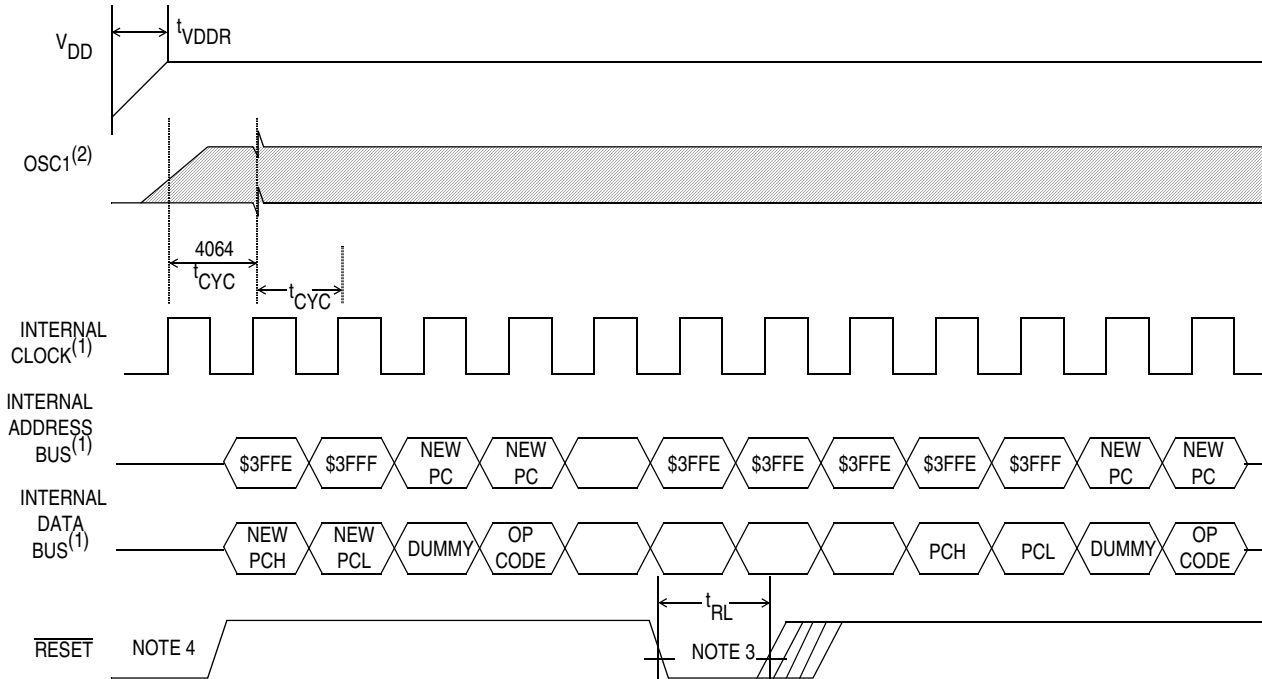 tVDDR
VDD
OSC1(2)
4064
tCYC
tCYC
INTERNAL
CLOCK(1)
INTERNAL
ADDRESS
BUS(1)
$3FFE $3FFF NEW PC NEW PC $3FFE $3FFE $3FFE $3FFE $3FFF NEW PC NEW PC
INTERNAL
DATA
BUS(1)
NEW PCH NEW PCL DUMMY OP CODE PCH PCL DUMMY OP CODE
tRL
RESET NOTE 4 NOTE 3